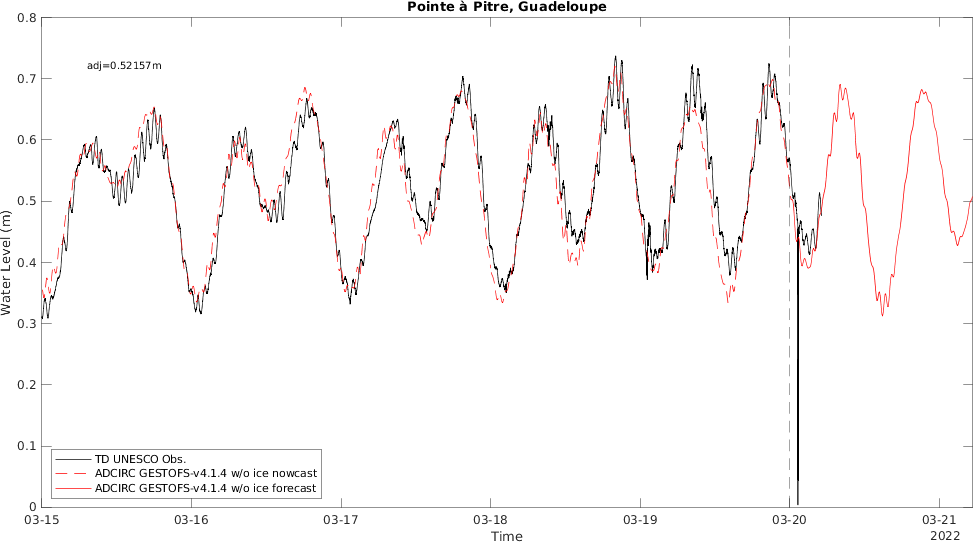 Pointe à Pitre, Guadeloupe
0.8
0.7
0.6
0.5
0.4
0.3
0.2
0.1
0
Water Level (m)
adj=0.52157m
TD UNESCO Obs.
ADCIRC GESTOFS-v4.1.4 w/o ice nowcast
ADCIRC GESTOFS-v4.1.4 w/o ice forecast
03-15 03-16 03-17 03-18 03-19 03-20 03-21
Time
2022